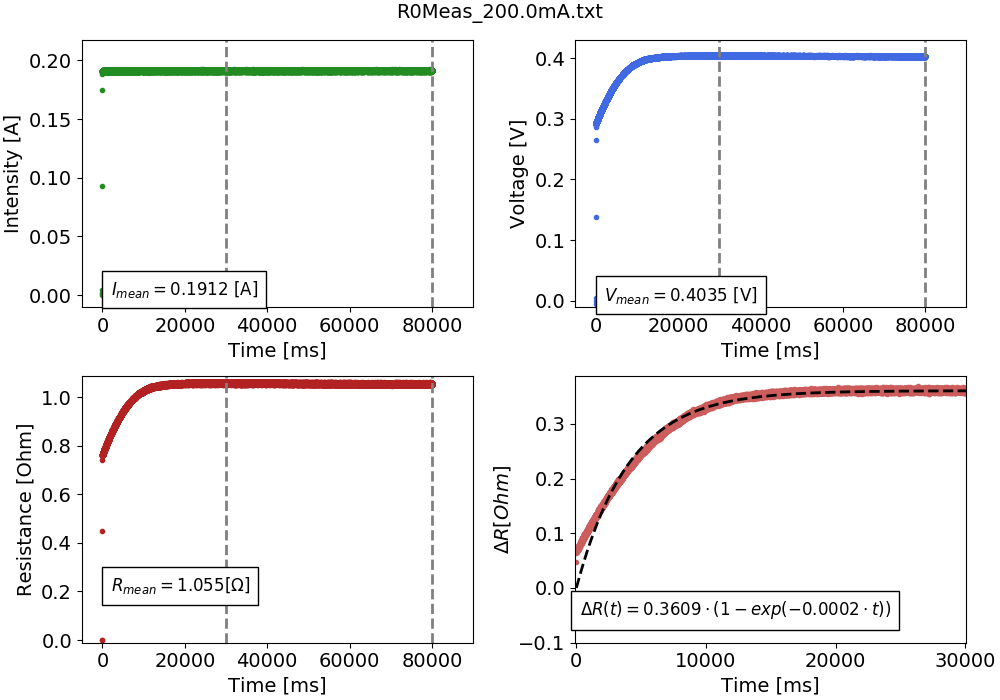 R0Meas_200.0mA.txt
Intensity [A]
0.20
0.15
0.10
0.05
0.00
I_mean = 0.1912 [A]
0 20000 40000 60000 80000
Time [ms]
Voltage [V]
0.4
0.3
0.2
0.1
0.0
V_mean = 0.4035 [V]
0 20000 40000 60000 80000
Time [ms]
Resistance [Ohm]
1.0
0.8
0.6
0.4
0.2
0.0
R_mean = 1.055[Ω]
0 20000 40000 60000 80000
Time [ms]
ΔR[Ohm]
0.3
0.2
0.1
0.0
−0.1
ΔR(t) = 0.3609 · (1 − exp(−0.0002 · t))
0 10000 20000 30000
Time [ms]